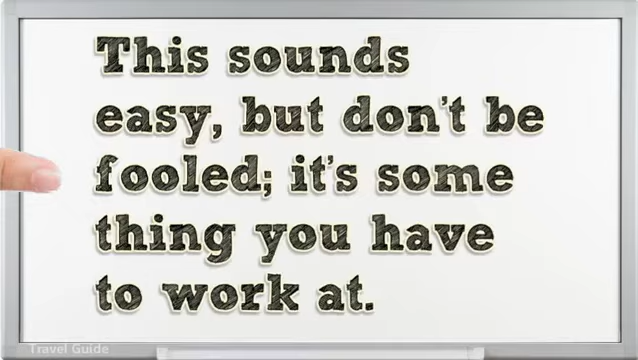 This sounds
easy, but don't be
fooled; it's some
thing you have
to work at.
Travel Guide